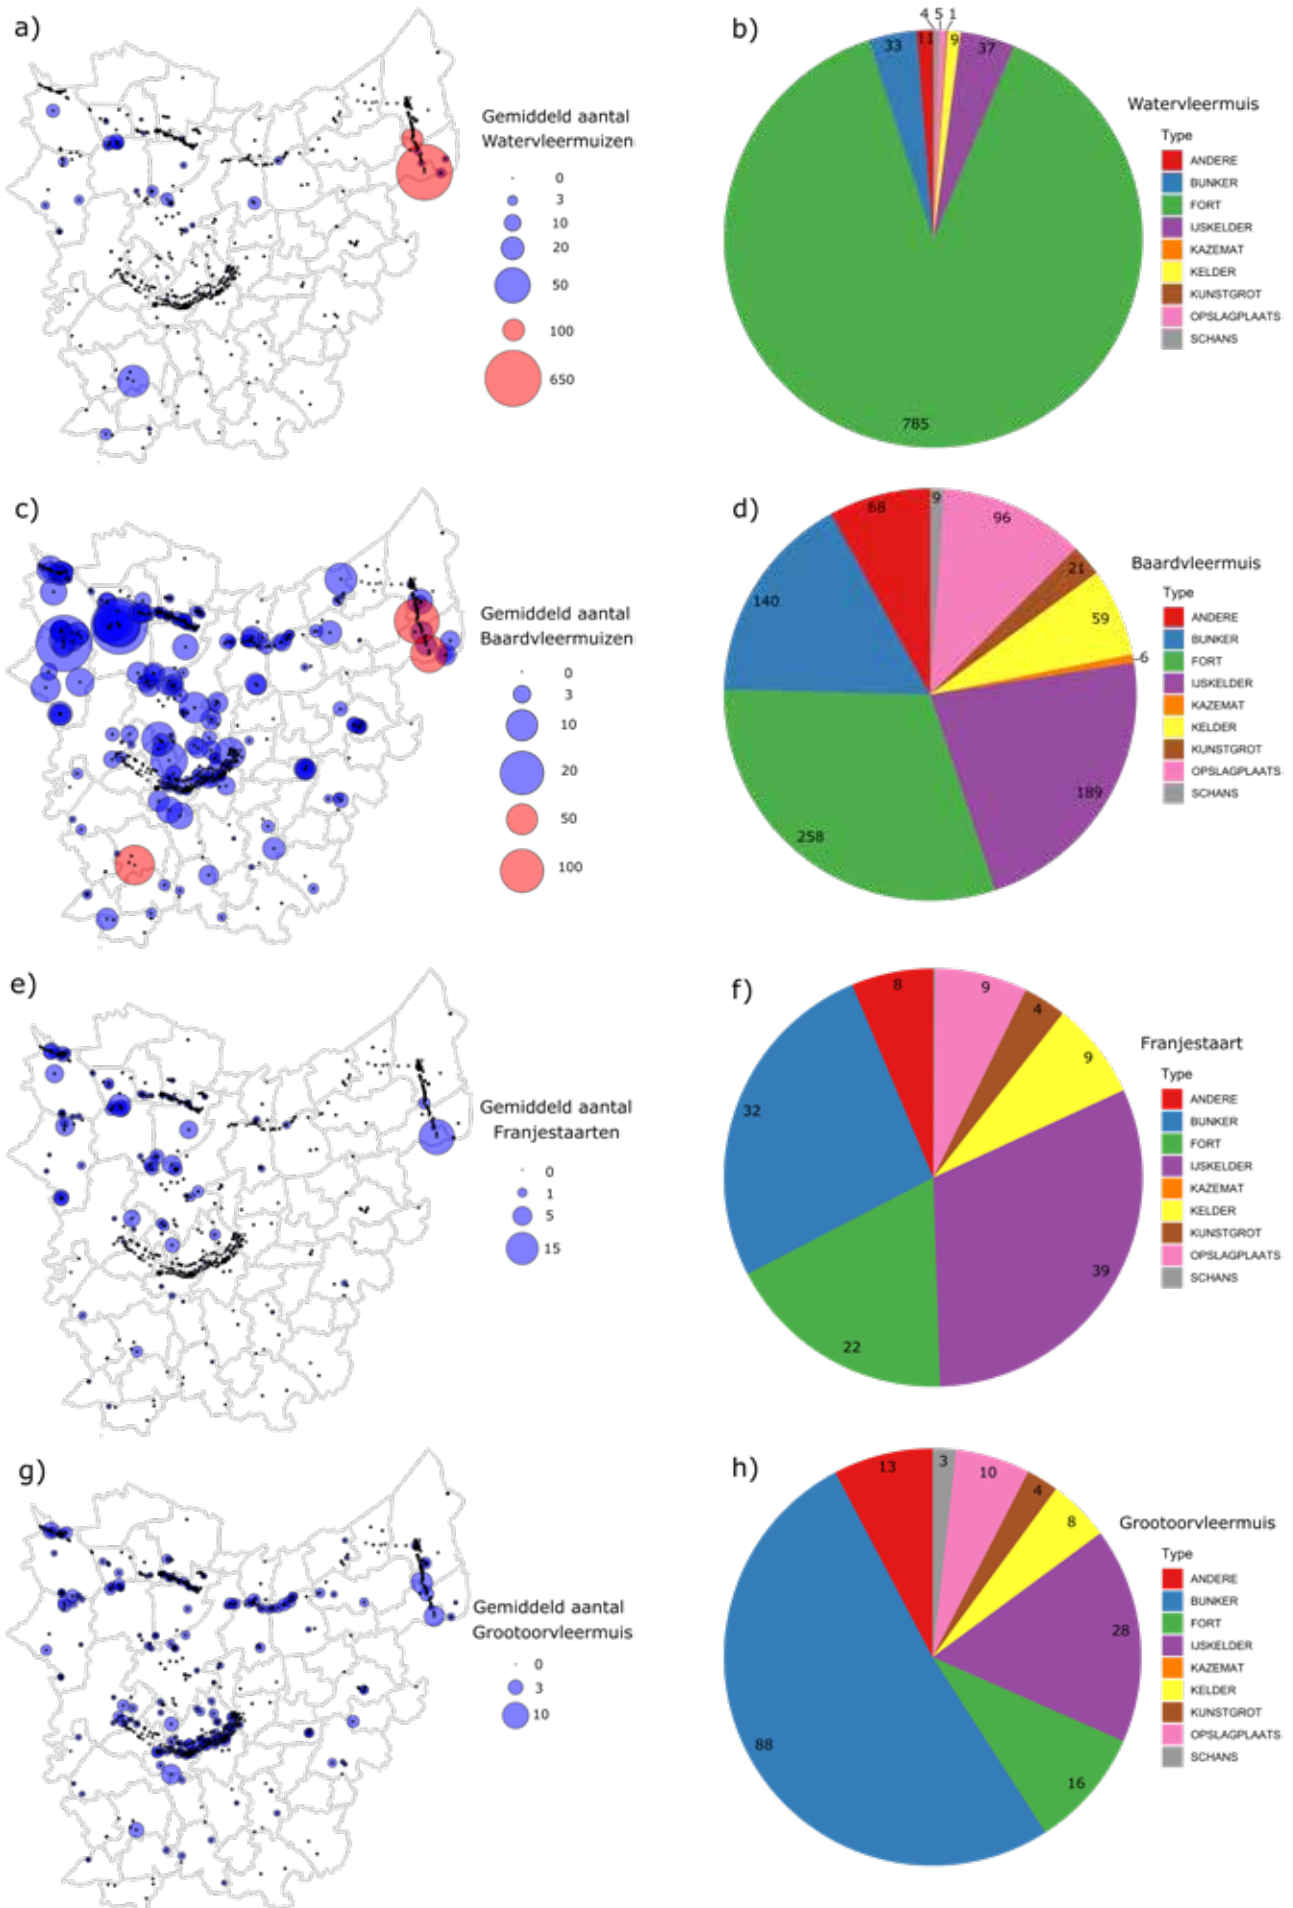 a)
Gemiddeld aantal
Watervleermuizen
0
3
10
20
50
100
650
b)
4 5 1
33
11
9
37
785
Watervleermuis
Type
ANDERE
BUNKER
FORT
IJSKELDER
KAZEMAT
KELDER
KUNSTGROT
OPSLAGPLAATS
SCHANS
c)
Gemiddeld aantal
Baardvleermuizen
0
3
10
20
50
100
d)
68
9
96
21
59
6
140
189
258
Baardvleermuis
Type
ANDERE
BUNKER
FORT
IJSKELDER
KAZEMAT
KELDER
KUNSTGROT
OPSLAGPLAATS
SCHANS
e)
Gemiddeld aantal
Franjestaarten
0
1
5
15
f)
8
9
4
9
32
39
22
Franjestaart
Type
ANDERE
BUNKER
FORT
IJSKELDER
KAZEMAT
KELDER
KUNSTGROT
OPSLAGPLAATS
SCHANS
g)
Gemiddeld aantal
Grootoorvleermuis
0
3
10
h)
13
3
10
4
8
28
88
16
Grootoorvleermuis
Type
ANDERE
BUNKER
FORT
IJSKELDER
KAZEMAT
KELDER
KUNSTGROT
OPSLAGPLAATS
SCHANS